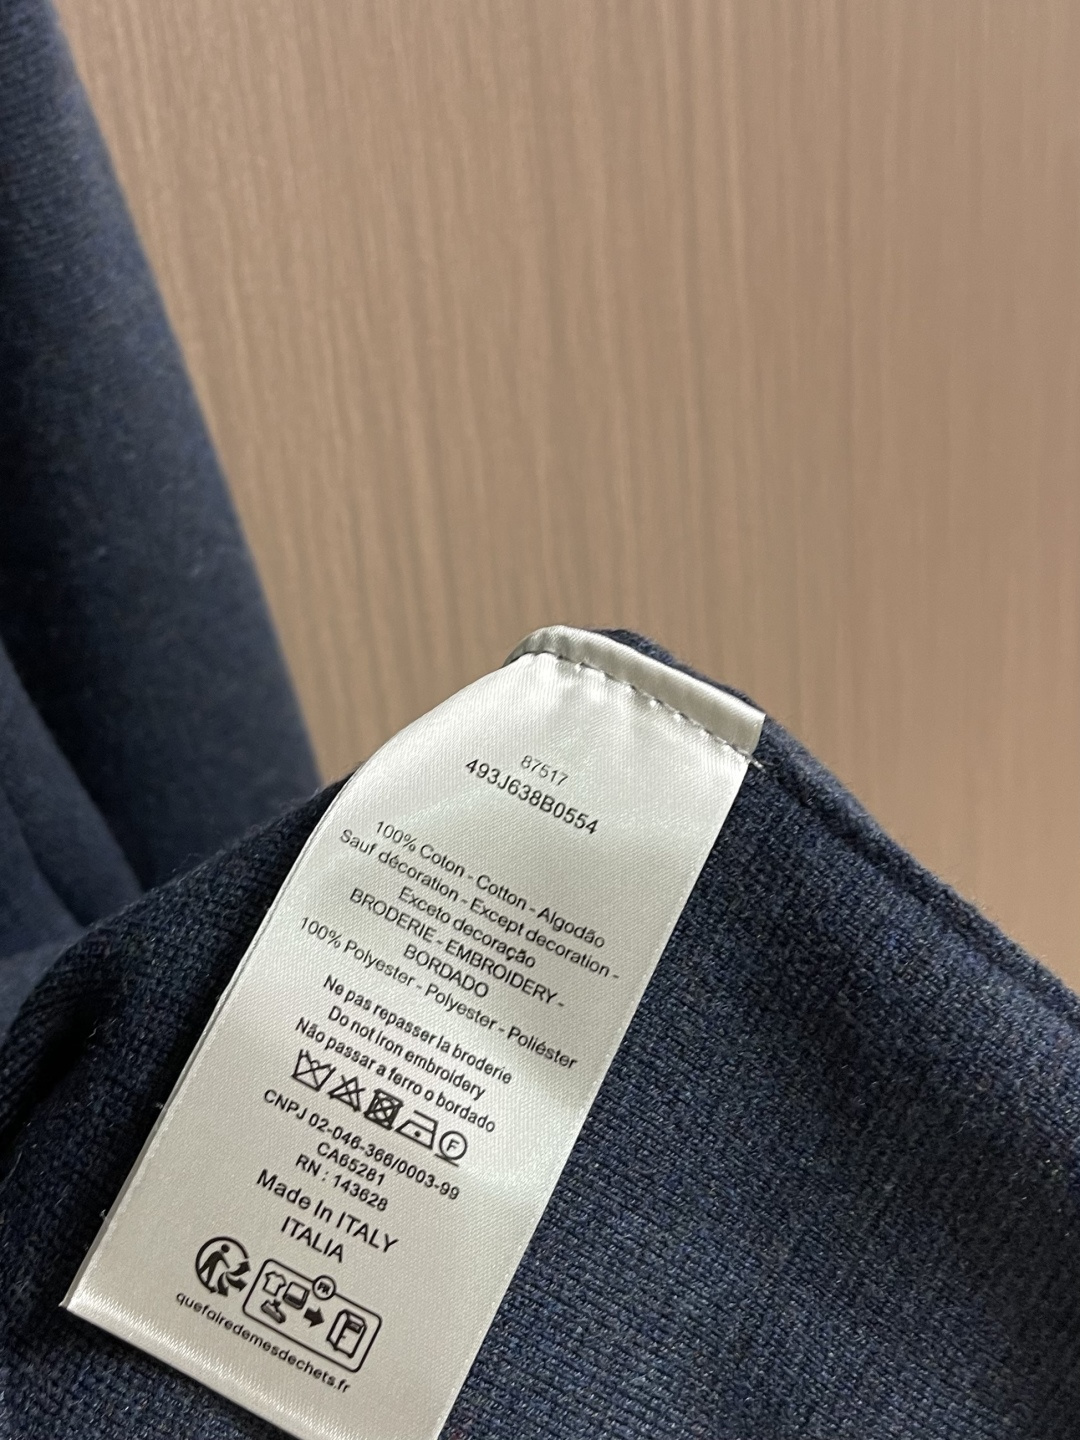 87517
493J638B0554
100% Coton - Cotton - Algodão
Sauf décoration - Except decoration -
Exceto decoração
BRODERIE - EMBROIDERY -
BORDADO
100% Polyester - Polyester - Poliéster
Ne pas repasser la broderie
Do not Iron embroidery
Não passar a ferro o bordado
F
CNPJ 02-046-366/0003-99
CA65281
RN : 143628
Made In ITALY
ITALIA
FR
quefairedemesdechets.fr